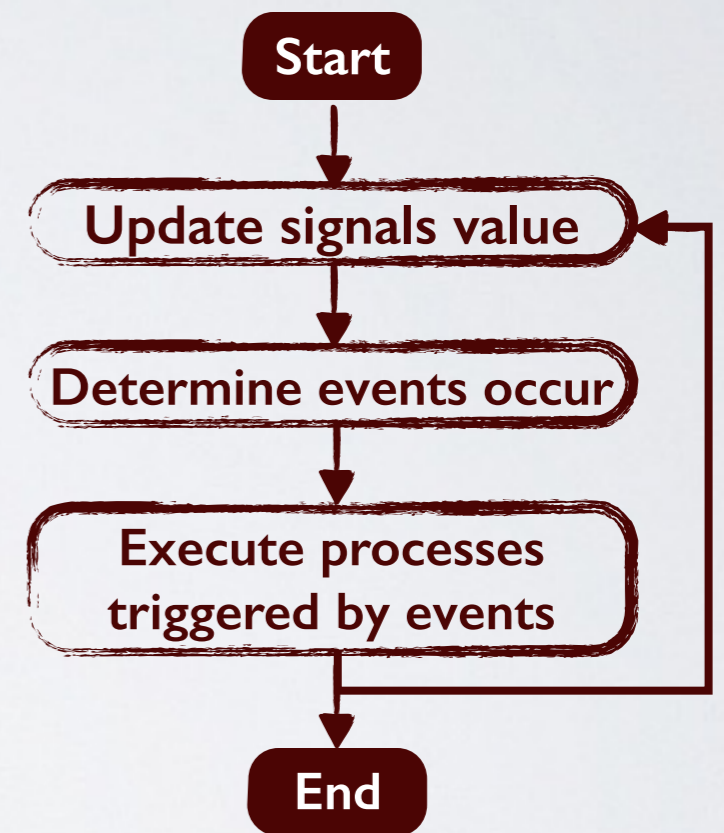 Start
Update signals value
Determine events occur
Execute processes
triggered by events
End